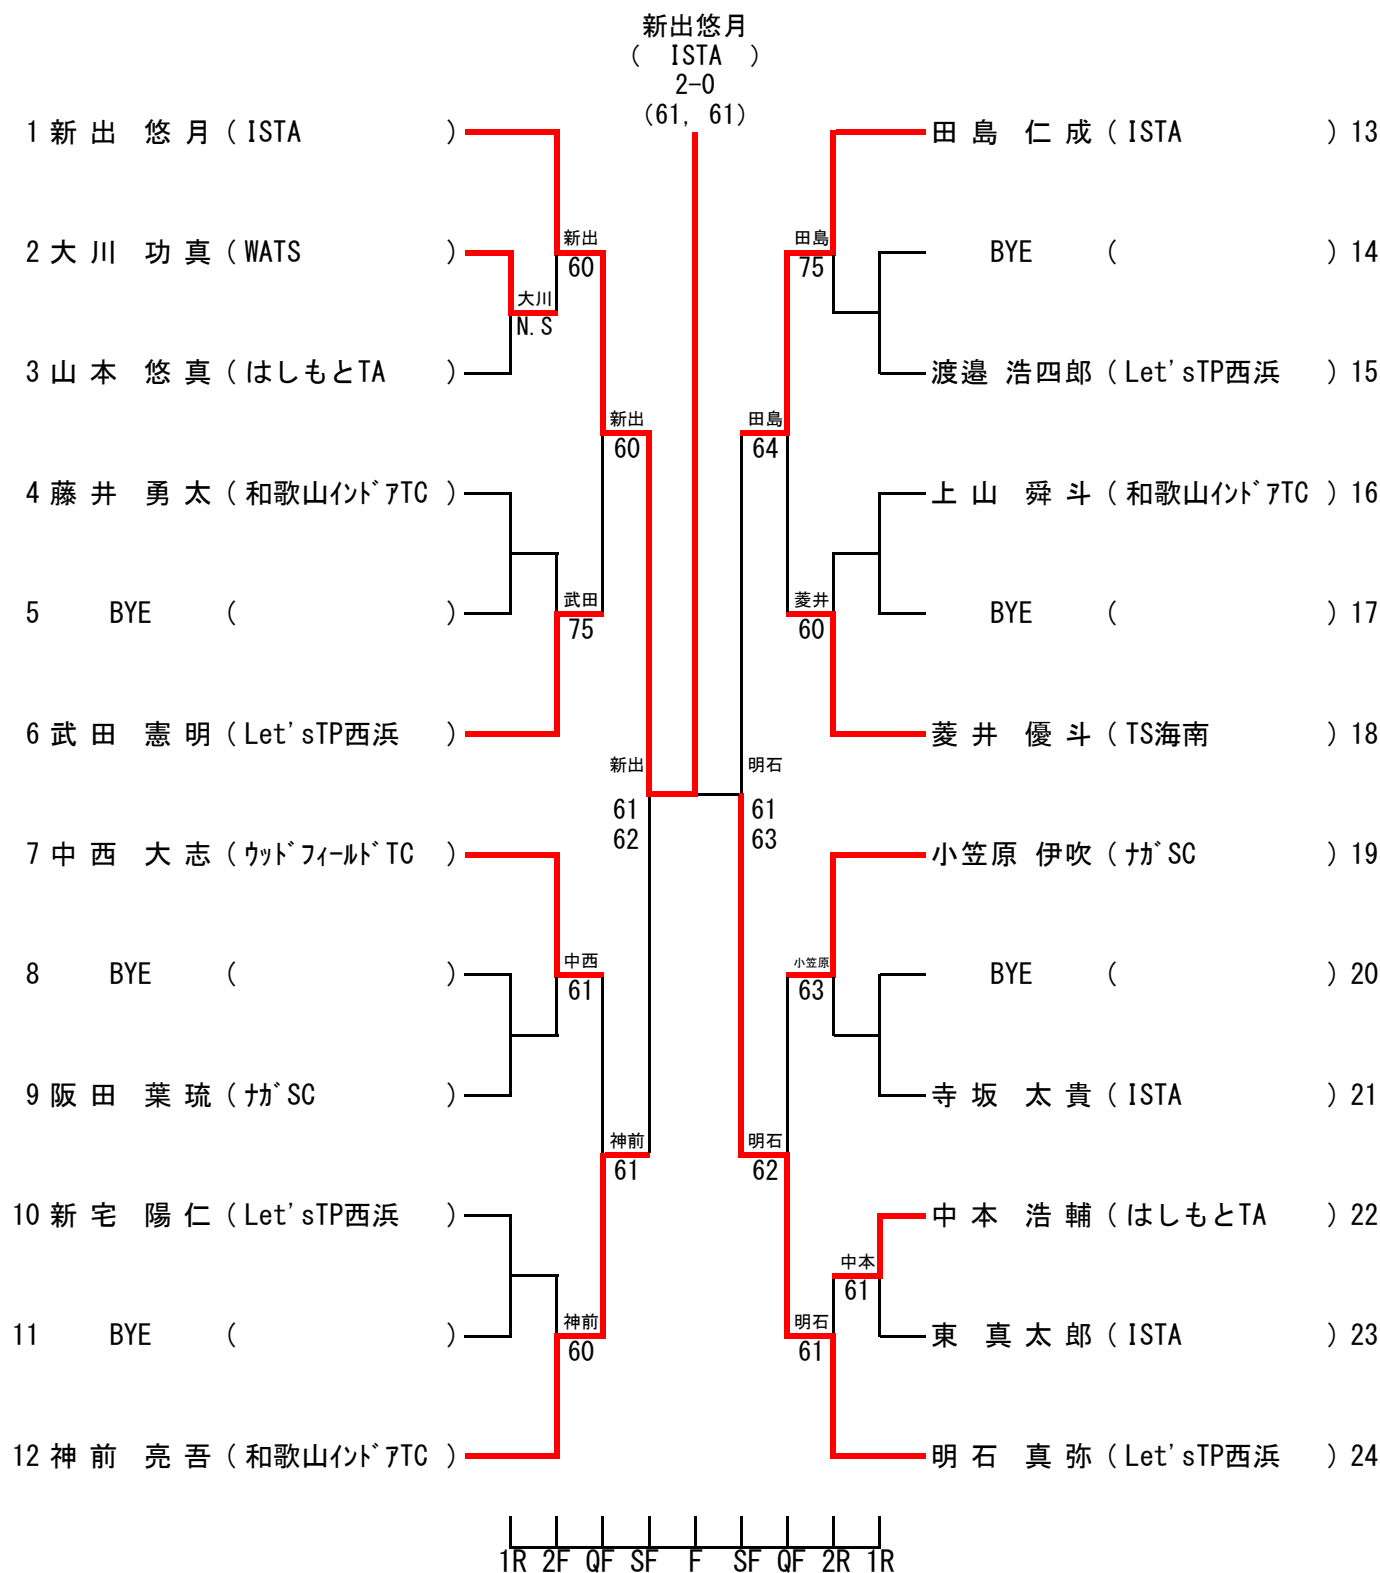 新出悠月
( ISTA )
2-0
(61, 61)
1 新 出 悠 月 ( ISTA )
2 大 川 功 真 ( WATS )
3 山 本 悠 真 ( はしもとTA )
4 藤 井 勇 太 ( 和歌山ｲﾝﾄﾞｱTC )
5 BYE ( )
6 武 田 憲 明 ( Let'sTP西浜 )
7 中 西 大 志 ( ｳｯﾄﾞﾌｨｰﾙﾄﾞTC )
8 BYE ( )
9 阪 田 葉 琉 ( ﾅｶﾞSC )
10 新 宅 陽 仁 ( Let'sTP西浜 )
11 BYE ( )
12 神 前 亮 吾 ( 和歌山ｲﾝﾄﾞｱTC )
大川
N.S
新出
60
武田
75
中西
61
神前
60
新出
60
神前
61
新出
61
62
明石
61
63
田島
64
明石
62
田島
75
菱井
60
小笠原
63
明石
61
中本
61
田 島 仁 成 ( ISTA ) 13
BYE ( ) 14
渡邉 浩四郎 ( Let'sTP西浜 ) 15
上 山 舜 斗 ( 和歌山ｲﾝﾄﾞｱTC ) 16
BYE ( ) 17
菱 井 優 斗 ( TS海南 ) 18
小笠原 伊吹 ( ﾅｶﾞSC ) 19
BYE ( ) 20
寺 坂 太 貴 ( ISTA ) 21
中 本 浩 輔 ( はしもとTA ) 22
東 真 太 郎 ( ISTA ) 23
明 石 真 弥 ( Let'sTP西浜 ) 24
1R 2F QF SF F SF QF 2R 1R